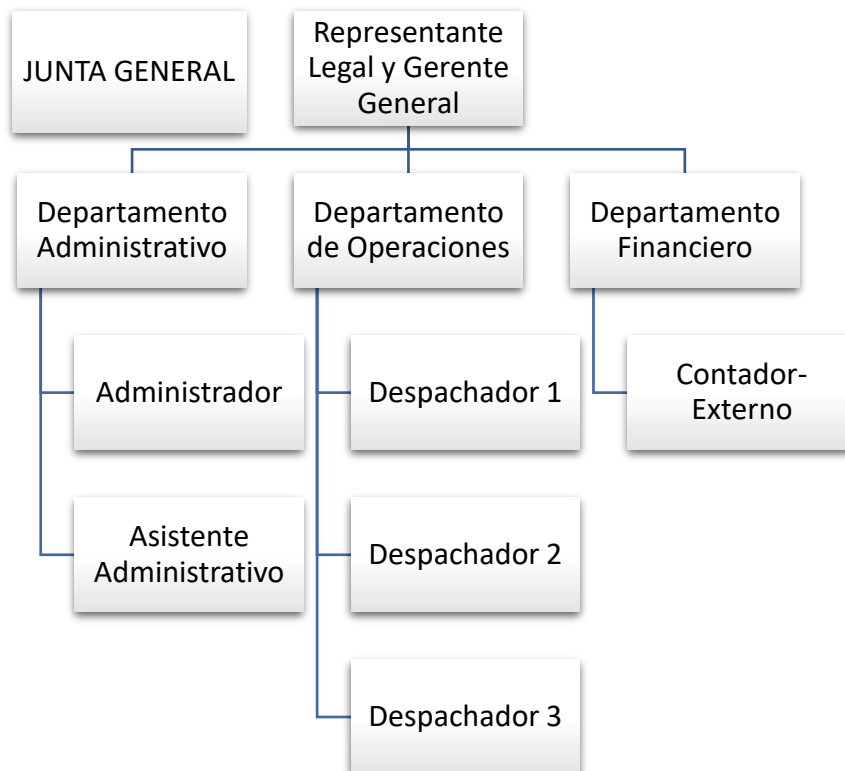 JUNTA GENERAL
Representante
Legal y Gerente
General
Departamento
Administrativo
Departamento
de Operaciones
Departamento
Financiero
Administrador
Despachador 1
Contador-
Externo
Asistente
Administrativo
Despachador 2
Despachador 3